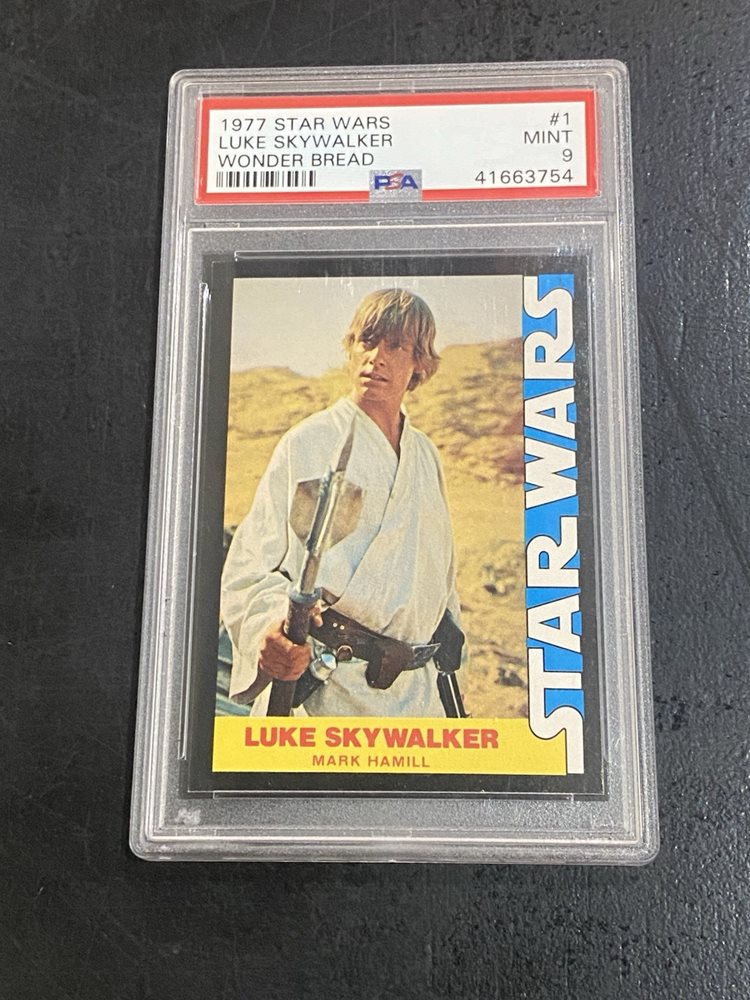 1977 STAR WARS #1
LUKE SKYWALKER MINT
WONDER BREAD 9
PSA 41663754
STAR WARS
LUKE SKYWALKER
MARK HAMILL